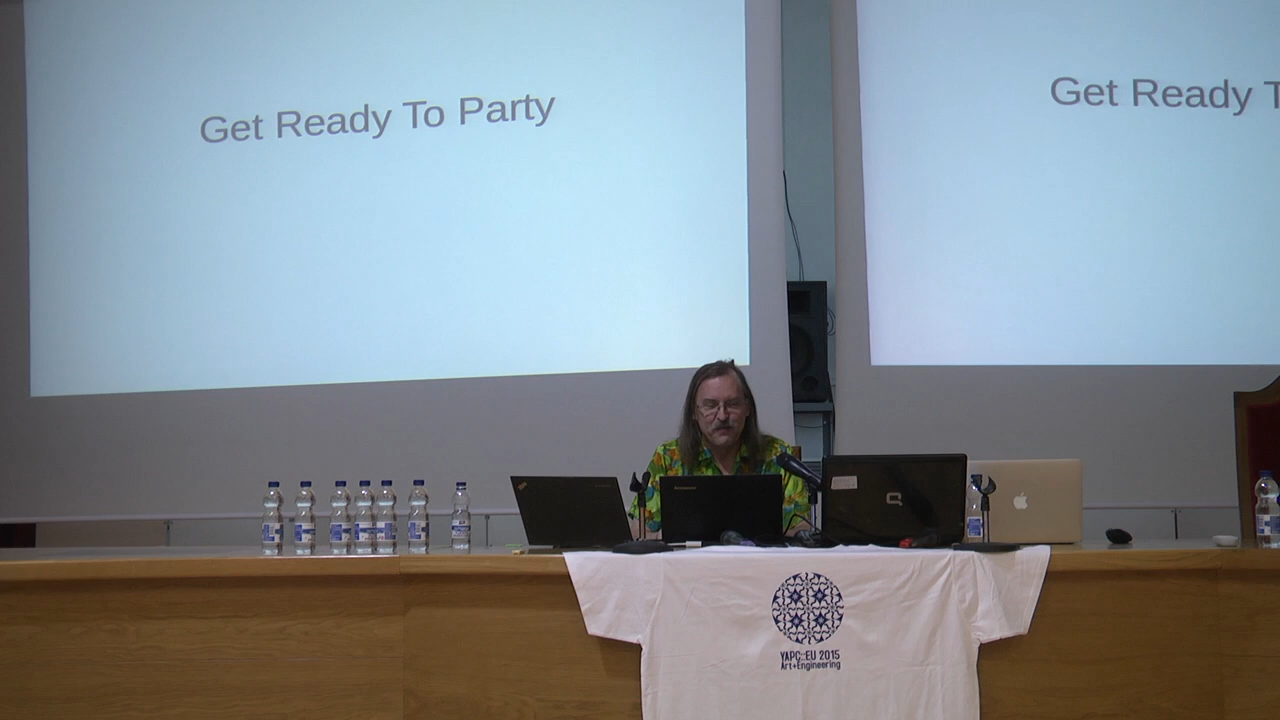 Get Ready To Party
Get Ready T
YAPC::EU 2015
Art+Engineering